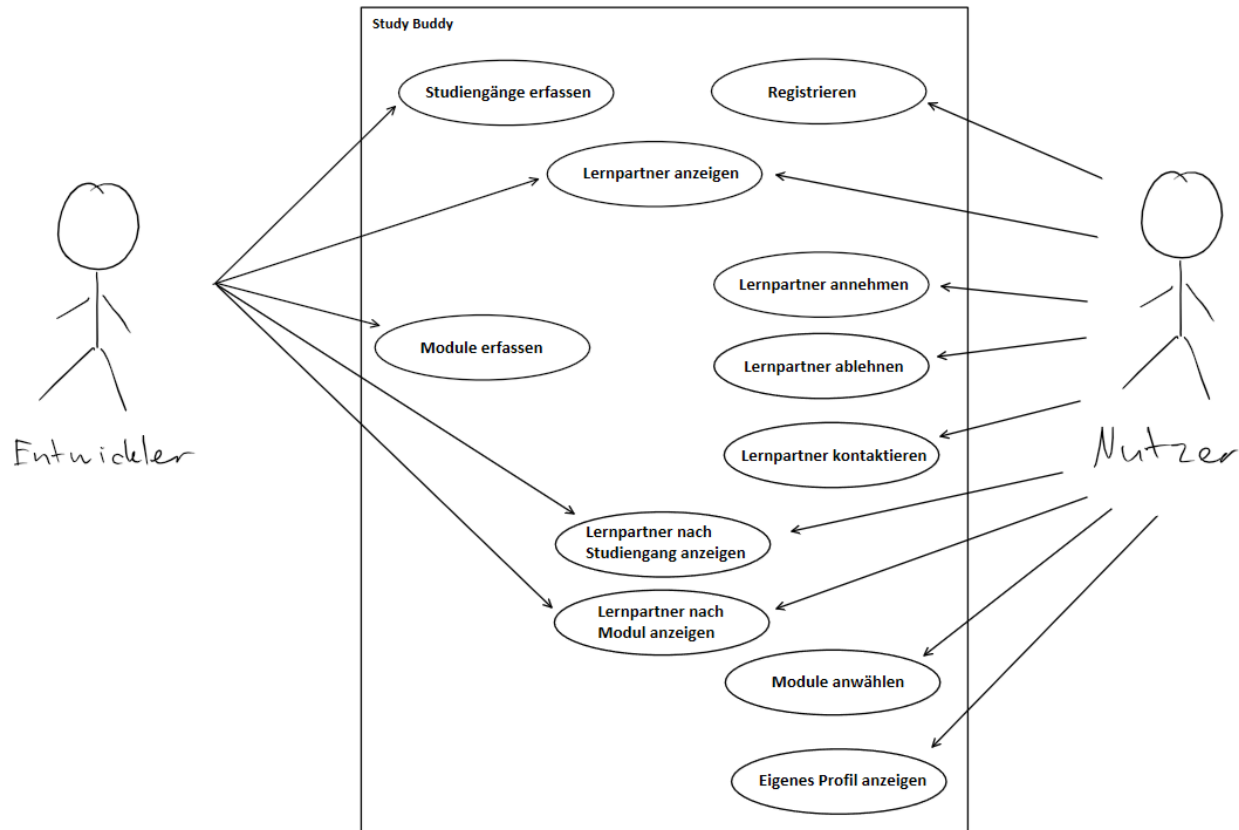 Study Buddy
Studiengänge erfassen
Registrieren
Lernpartner anzeigen
Lernpartner annehmen
Module erfassen
Lernpartner ablehnen
Entwickler
Lernpartner kontaktieren
Nutzer
Lernpartner nach
Studiengang anzeigen
Lernpartner nach
Modul anzeigen
Module anwählen
Eigenes Profil anzeigen